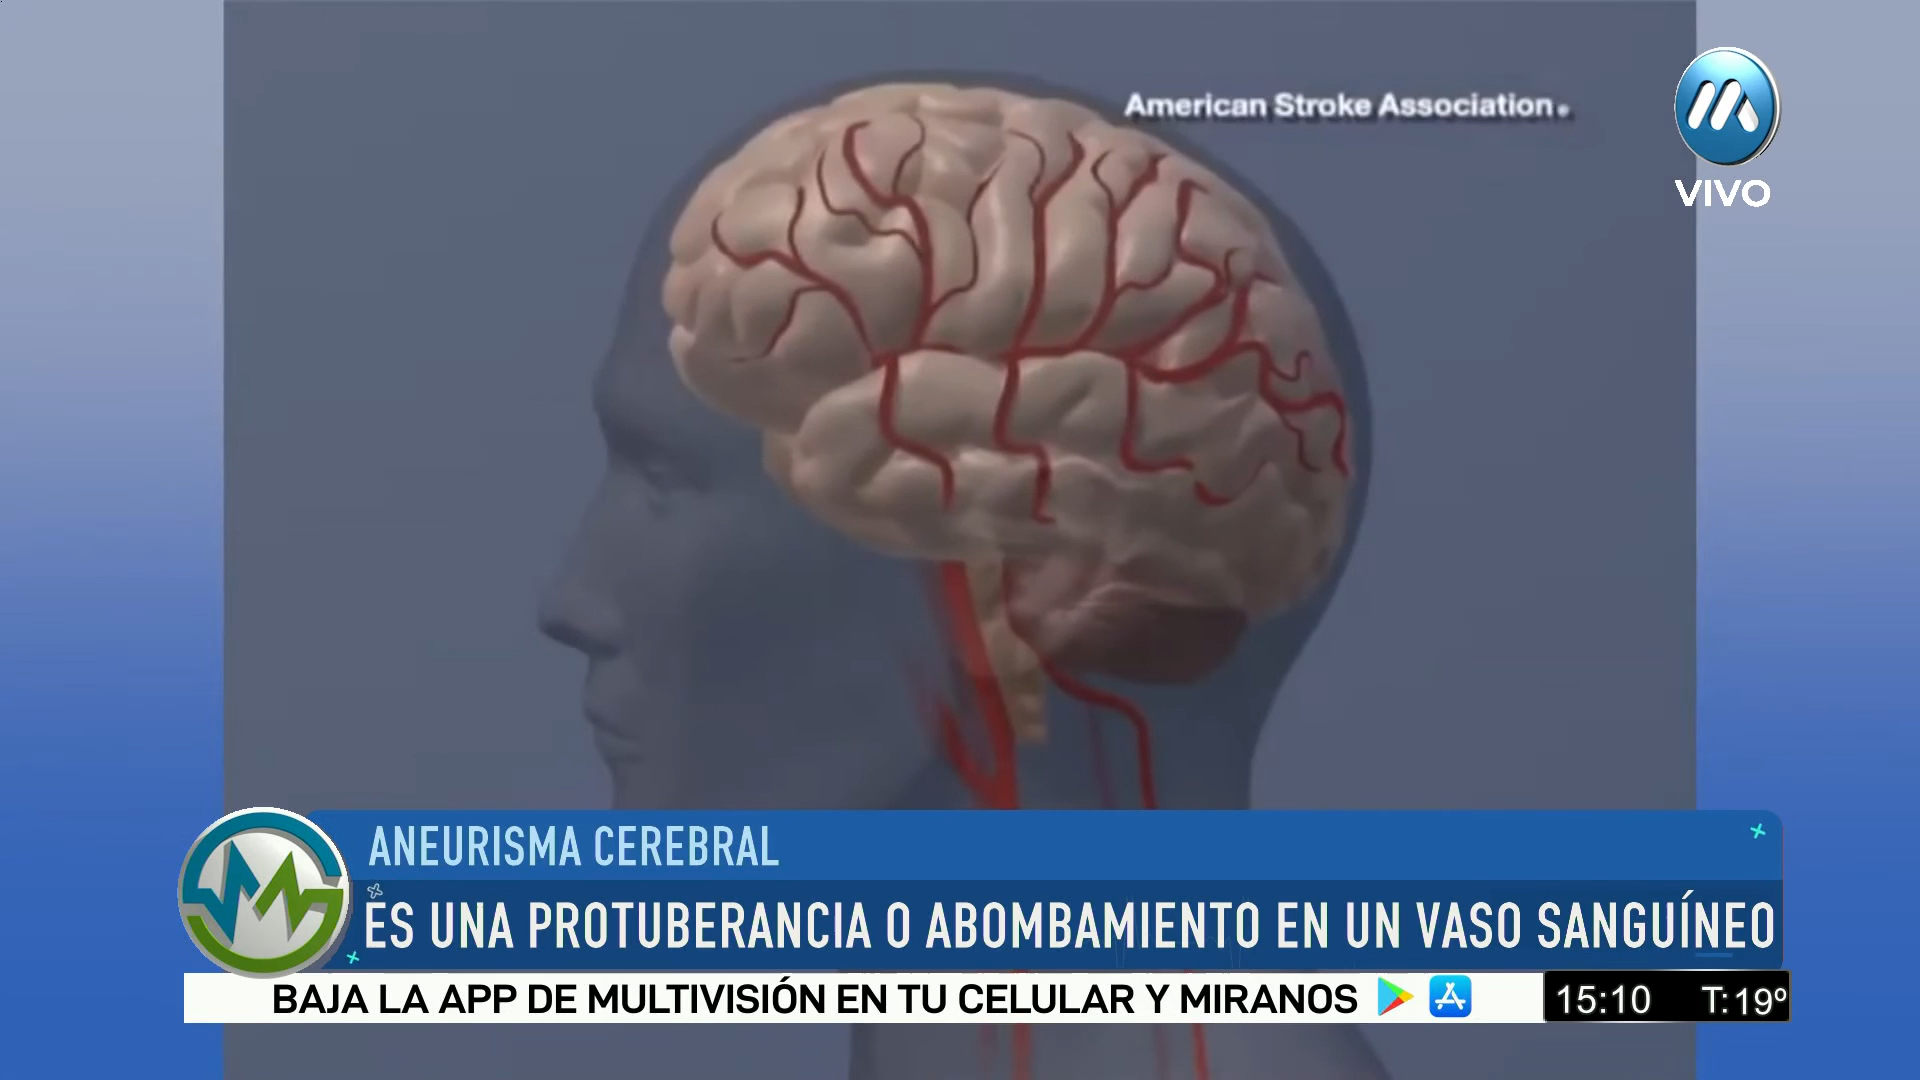 American Stroke Association.
VIVO
ANEURISMA CEREBRAL
ES UNA PROTUBERANCIA O ABOMBAMIENTO EN UN VASO SANGUÍNEO
BAJA LA APP DE MULTIVISIÓN EN TU CELULAR Y MIRANOS
15:10 T:19º